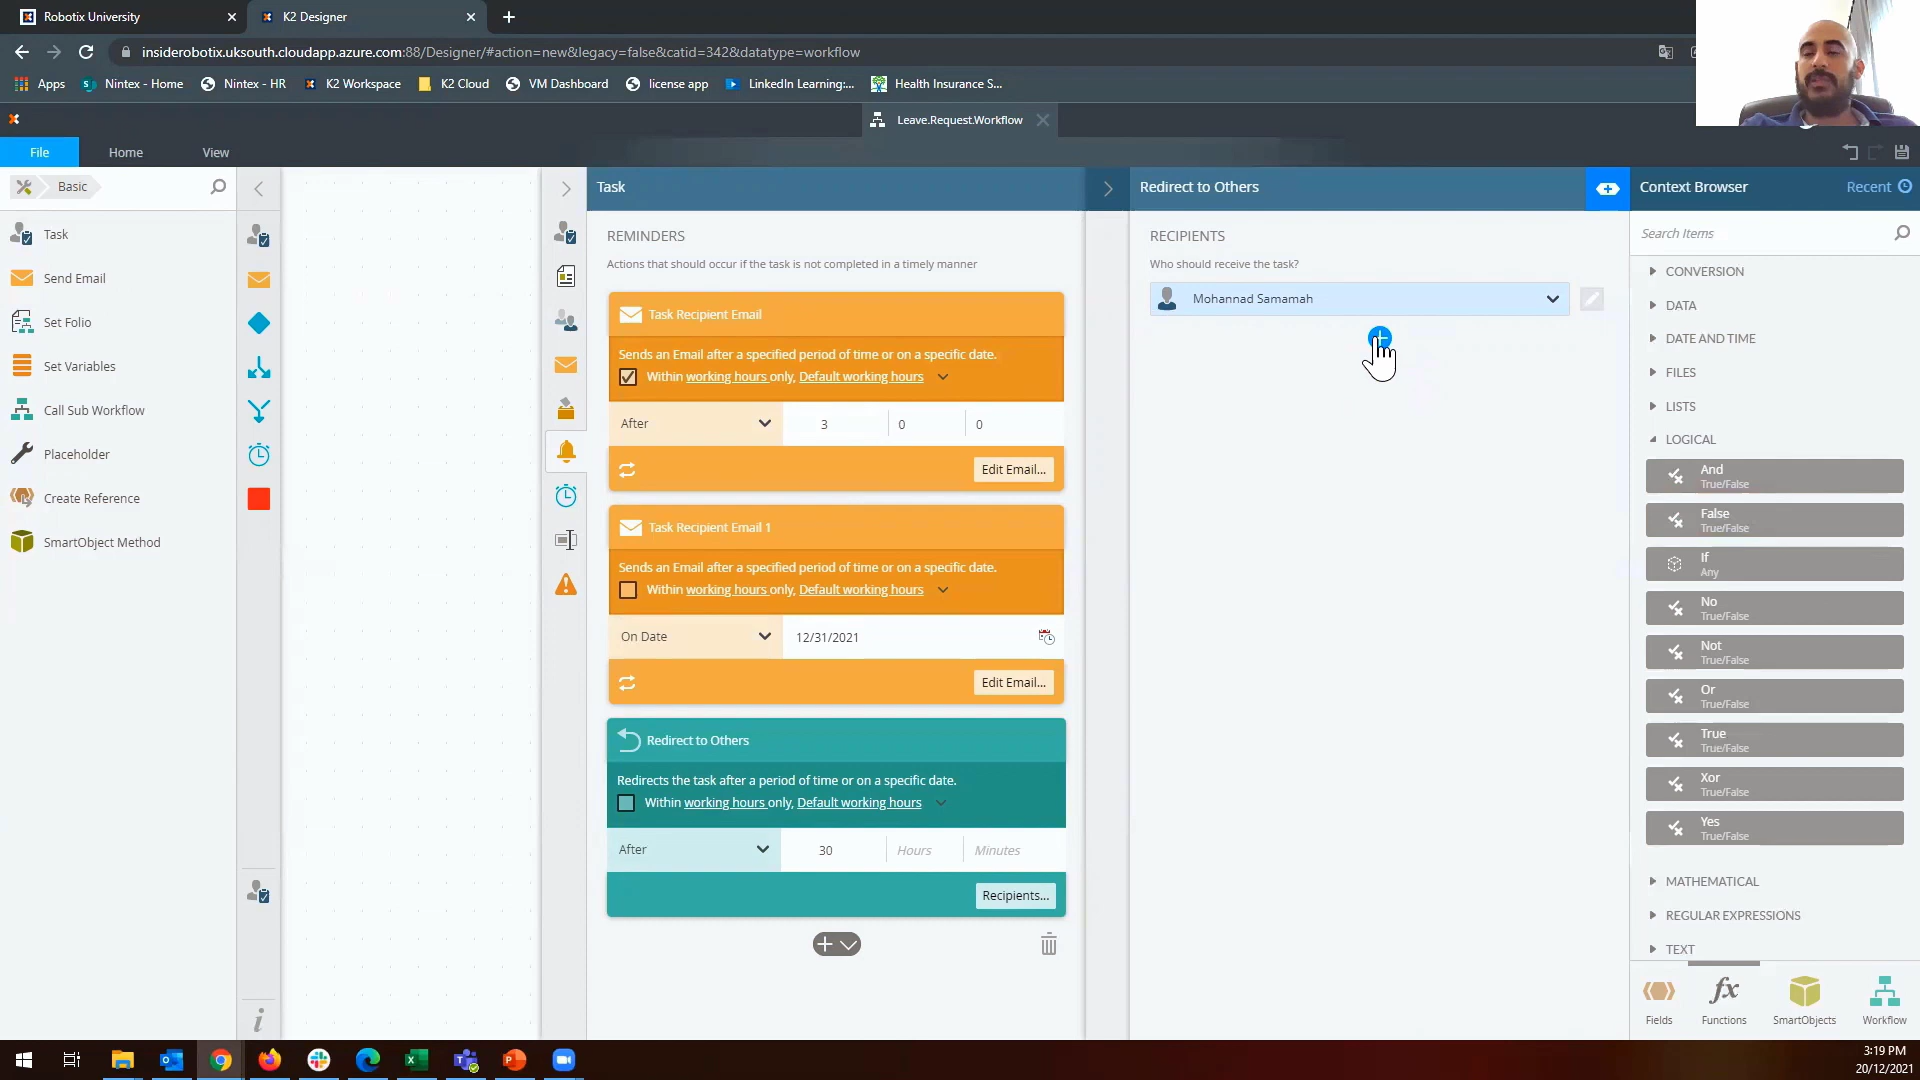 Robotix University
K2 Designer
insiderobotix.uksouth.cloudapp.azure.com:88/Designer/#action=new&legacy=false&catid=342&datatype=workflow
Apps
Nintex - Home
Nintex - HR
K2 Workspace
K2 Cloud
VM Dashboard
license app
LinkedIn Learning:...
Health Insurance S...
Leave.Request.Workflow
File
Home
View
Basic
Task
Send Email
Set Folio
Set Variables
Call Sub Workflow
Placeholder
Create Reference
SmartObject Method
Task
REMINDERS
Actions that should occur if the task is not completed in a timely manner
Task Recipient Email
Sends an Email after a specified period of time or on a specific date.
Within working hours only, Default working hours
After 3 0 0
Edit Email...
Task Recipient Email 1
Sends an Email after a specified period of time or on a specific date.
Within working hours only, Default working hours
On Date 12/31/2021
Edit Email...
Redirect to Others
Redirects the task after a period of time or on a specific date.
Within working hours only, Default working hours
After 30 Hours Minutes
Recipients...
Redirect to Others
RECIPIENTS
Who should receive the task?
Mohannad Samamah
Context Browser
Recent
Search Items
CONVERSION
DATA
DATE AND TIME
FILES
LISTS
LOGICAL
And
True/False
False
True/False
If
Any
No
True/False
Not
True/False
Or
True/False
True
True/False
Xor
True/False
Yes
True/False
MATHEMATICAL
REGULAR EXPRESSIONS
TEXT
Fields
Functions
SmartObjects
Workflow
3:19 PM
20/12/2021